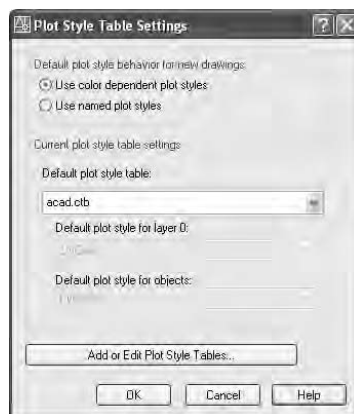 Plot Style Table Settings
Default plot style behavior for new drawings:
Use color dependent plot styles
Use named plot styles
Current plot style table settings
Default plot style table:
acad.ctb
Default plot style for layer 0:
Default plot style for objects:
Add or Edit Plot Style Tables...
OK Cancel Help